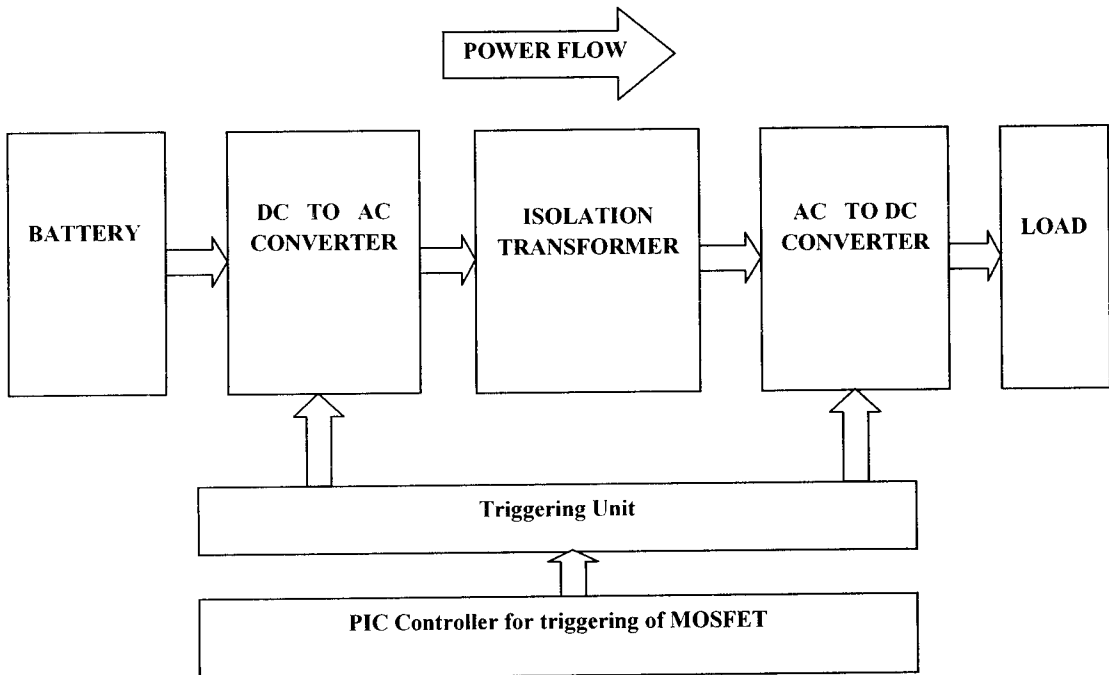 POWER FLOW
BATTERY
DC TO AC
CONVERTER
ISOLATION
TRANSFORMER
AC TO DC
CONVERTER
LOAD
Triggering Unit
PIC Controller for triggering of MOSFET